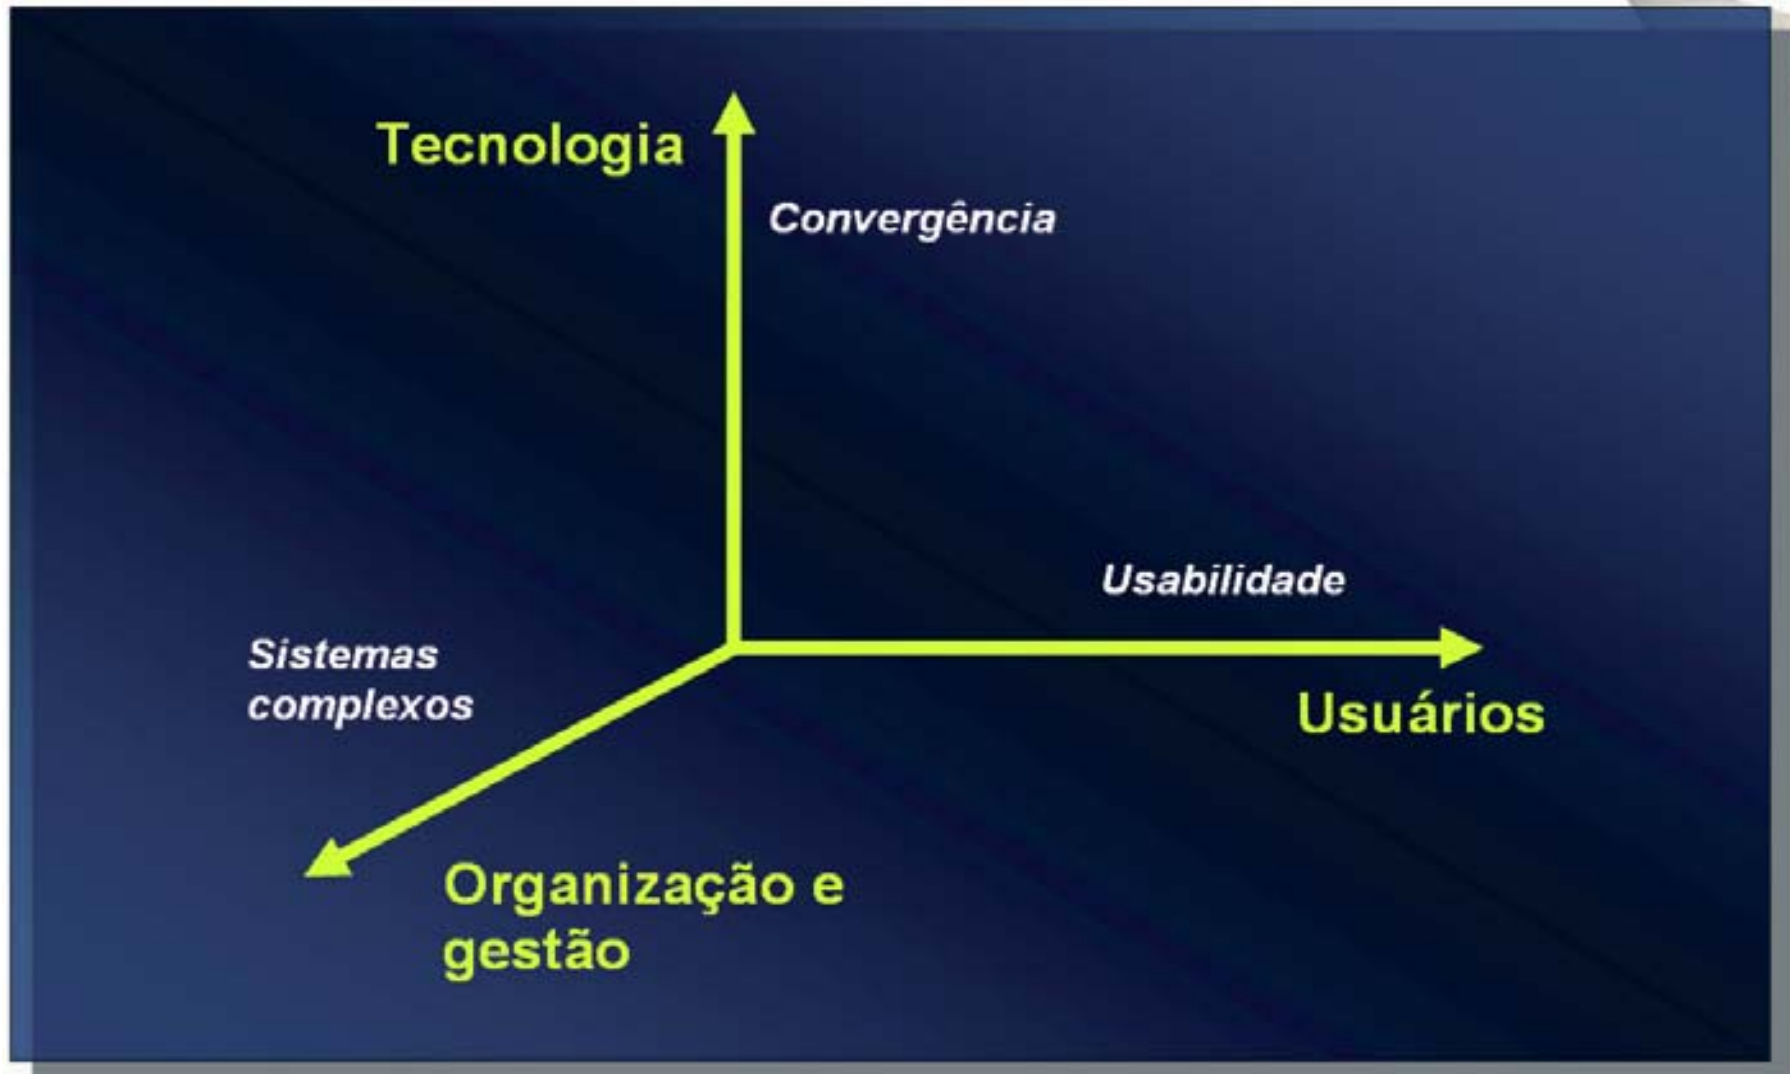 Tecnologia
Convergência
Usabilidade
Sistemas
complexos
Usuários
Organização e
gestão